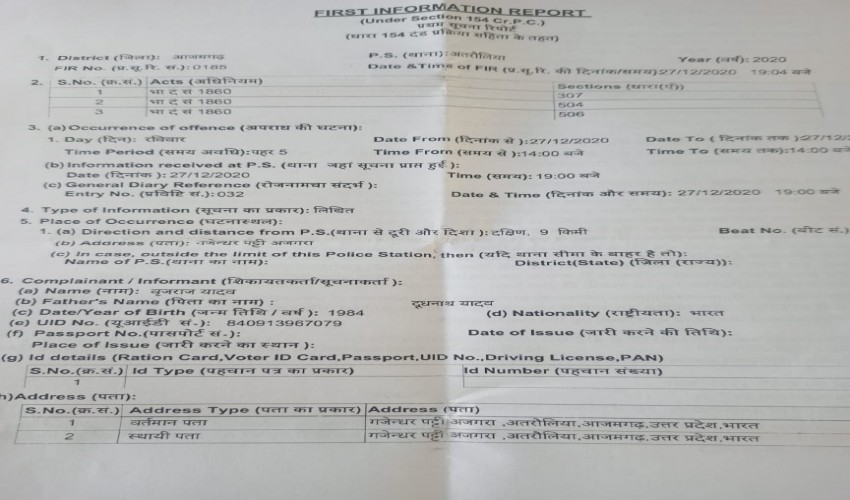 FIRST INFORMATION REPORT
(Under Section 154 Cr.P.C.)
प्रथम सूचना रिपोर्ट
(धारा 154 दंड प्रक्रिया संहिता के तहत)
1. District (जिला): आजमगढ़ P.S. (थाना): अतरौलिया Year (वर्ष): 2020
FIR No. (प्र.सू.रि. सं.): 0185 Date &Time of FIR (प्र.सू.रि. की दिनांक/समय):27/12/2020 19:04 बजे
2. S.No. (क्र.सं.) Acts (अधिनियम) Sections (धारा(एँ))
1 भा दं सं 1860 307
2 भा दं सं 1860 504
3 भा दं सं 1860 506
3. (a) Occurrence of offence (अपराध की घटना):
1. Day (दिन): रविवार Date From (दिनांक से ):27/12/2020 Date To ( दिनांक तक ):27/12/
Time Period (समय अवधि):पहर 5 Time From (समय से ):14:00 बजे Time To (समय तक):14:00
(b) Information received at P.S. (थाना जहां सूचना प्राप्त हुई ):
Date (दिनांक ): 27/12/2020 Time (समय): 19:00 बजे
(c) General Diary Reference (रोजनामचा संदर्भ ):
Entry No. (प्रविष्टि सं.):032 Date & Time (दिनांक और समय): 27/12/2020 19:00 बजे
4. Type of Information (सूचना का प्रकार): लिखित
5. Place of Occurrence (घटनास्थल):
1. (a) Direction and distance from P.S.(थाना से दूरी और दिशा ): दक्षिण, 9 किमी Beat No. (बीट सं.)
(b) Address (पता): गजेन्धर पट्टी अजगरा
(c) In case, outside the limit of this Police Station, then (यदि थाना सीमा के बाहर है तो):
Name of P.S.(थाना का नाम): District(State) (जिला (राज्य)):
6. Complainant / Informant (शिकायतकर्ता/सूचनाकर्ता ):
(a) Name (नाम): बृजराज यादव
(b) Father's Name (पिता का नाम) : दूधनाथ यादव
(c) Date/Year of Birth (जन्म तिथि / वर्ष ): 1984 (d) Nationality (राष्ट्रीयता): भारत
(e) UID No. (यूआईडी सं.): 840913967079
(f) Passport No.(पासपोर्ट सं.): Date of Issue (जारी करने की तिथि):
Place of Issue (जारी करने का स्थान ):
(g) Id details (Ration Card,Voter ID Card,Passport,UID No.,Driving License,PAN)
S.No.(क्र.सं.) Id Type (पहचान पत्र का प्रकार) Id Number (पहचान संख्या)
1
h)Address (पता):
S.No.(क्र.सं.) Address Type (पता का प्रकार) Address (पता)
1 वर्तमान पता गजेन्धर पट्टी अजगरा ,अतरौलिया,आजमगढ़,उत्तर प्रदेश,भारत
2 स्थायी पता गजेन्धर पट्टी अजगरा ,अतरौलिया,आजमगढ़,उत्तर प्रदेश,भारत